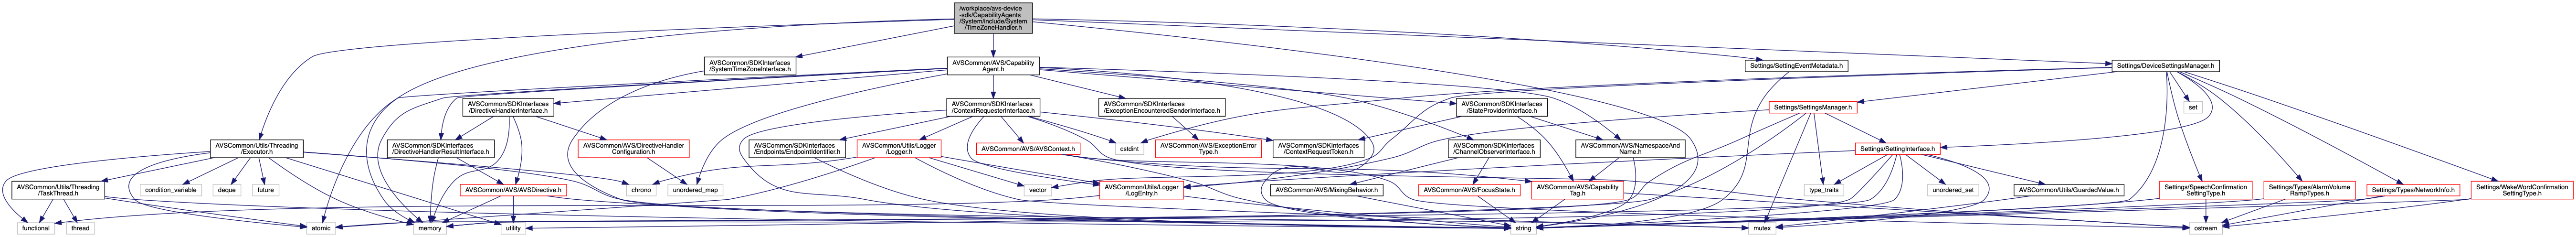 /workplace/avs-device
-sdk/CapabilityAgents
/System/include/System
/TimeZoneHandler.h
AVSCommon/SDKInterfaces
/SystemTimeZoneInterface.h
AVSCommon/AVS/Capability
Agent.h
Settings/SettingEventMetadata.h
Settings/DeviceSettingsManager.h
AVSCommon/SDKInterfaces
/DirectiveHandlerInterface.h
AVSCommon/SDKInterfaces
/ContextRequesterInterface.h
AVSCommon/SDKInterfaces
/ExceptionEncounteredSenderInterface.h
AVSCommon/SDKInterfaces
/StateProviderInterface.h
Settings/SettingsManager.h
set
AVSCommon/Utils/Threading
/Executor.h
AVSCommon/SDKInterfaces
/DirectiveHandlerResultInterface.h
AVSCommon/AVS/DirectiveHandler
Configuration.h
AVSCommon/SDKInterfaces
/Endpoints/EndpointIdentifier.h
AVSCommon/Utils/Logger
/Logger.h
AVSCommon/AVS/AVSContext.h
cstdint
AVSCommon/AVS/ExceptionError
Type.h
AVSCommon/SDKInterfaces
/ContextRequestToken.h
AVSCommon/SDKInterfaces
/ChannelObserverInterface.h
AVSCommon/AVS/NamespaceAnd
Name.h
Settings/SettingInterface.h
AVSCommon/Utils/Threading
/TaskThread.h
condition_variable
deque
future
AVSCommon/AVS/AVSDirective.h
chrono
unordered_map
vector
AVSCommon/Utils/Logger
/LogEntry.h
AVSCommon/AVS/MixingBehavior.h
AVSCommon/AVS/FocusState.h
AVSCommon/AVS/Capability
Tag.h
type_traits
unordered_set
AVSCommon/Utils/GuardedValue.h
Settings/SpeechConfirmation
SettingType.h
Settings/Types/AlarmVolume
RampTypes.h
Settings/Types/NetworkInfo.h
Settings/WakeWordConfirmation
SettingType.h
functional
thread
atomic
memory
utility
string
mutex
ostream